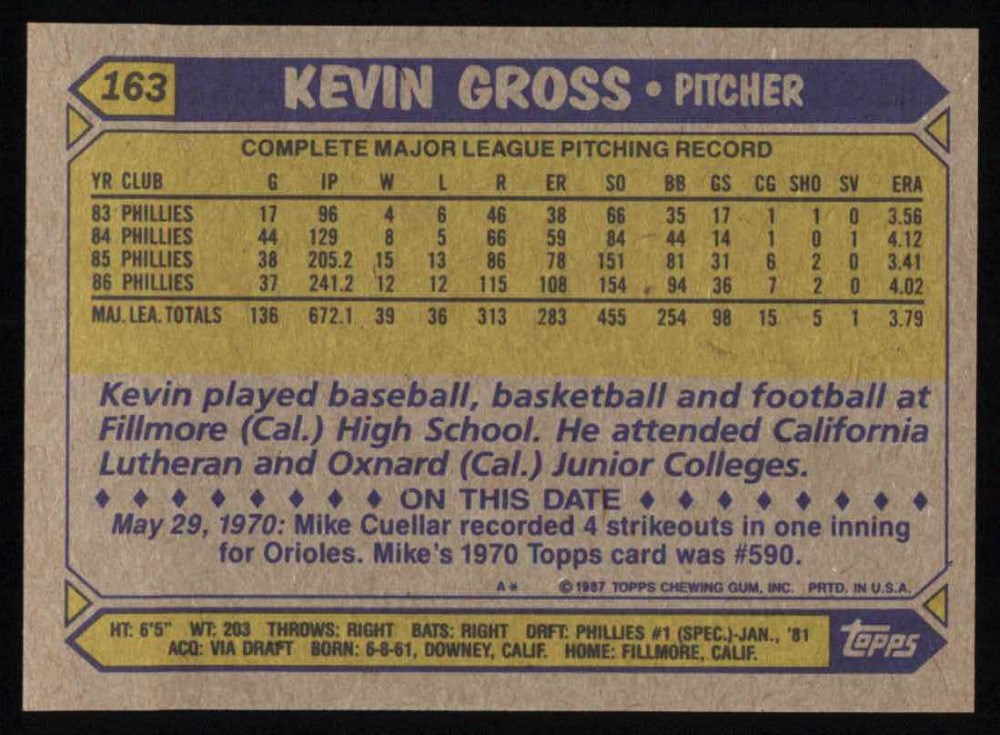 163 KEVIN GROSS • PITCHER
COMPLETE MAJOR LEAGUE PITCHING RECORD
YR CLUB G IP W L R ER SO BB GS CG SHO SV ERA
83 PHILLIES 17 96 4 6 46 38 66 35 17 1 1 0 3.56
84 PHILLIES 44 129 8 5 66 59 84 44 14 1 0 1 4.12
85 PHILLIES 38 205.2 15 13 86 78 151 81 31 6 2 0 3.41
86 PHILLIES 37 241.2 12 12 115 108 154 94 36 7 2 0 4.02
MAJ. LEA. TOTALS 136 672.1 39 36 313 283 455 254 98 15 5 1 3.79
Kevin played baseball, basketball and football at
Fillmore (Cal.) High School. He attended California
Lutheran and Oxnard (Cal.) Junior Colleges.
♦ ♦ ♦ ♦ ♦ ♦ ♦ ♦ ON THIS DATE ♦ ♦ ♦ ♦ ♦ ♦ ♦ ♦
May 29, 1970: Mike Cuellar recorded 4 strikeouts in one inning
for Orioles. Mike's 1970 Topps card was #590.
A* © 1987 TOPPS CHEWING GUM, INC. PRTD. IN U.S.A.
HT: 6'5" WT: 203 THROWS: RIGHT BATS: RIGHT DRFT: PHILLIES #1 (SPEC.)-JAN., '81
ACQ: VIA DRAFT BORN: 6-8-61, DOWNEY, CALIF. HOME: FILLMORE, CALIF.
Topps